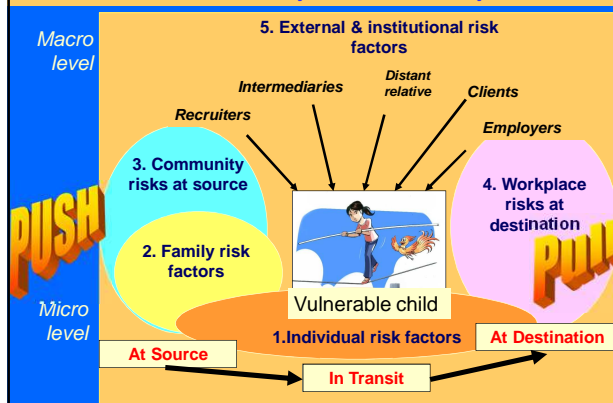 5. External & institutional risk
factors
Macro
level
Intermediaries
Distant
relative
Clients
Recruiters
Employers
3. Community
risks at source
4. Workplace
risks at
destination
PUSH
2. Family risk
factors
Pull
Vulnerable child
Micro
level
1.Individual risk factors
At Source
At Destination
In Transit